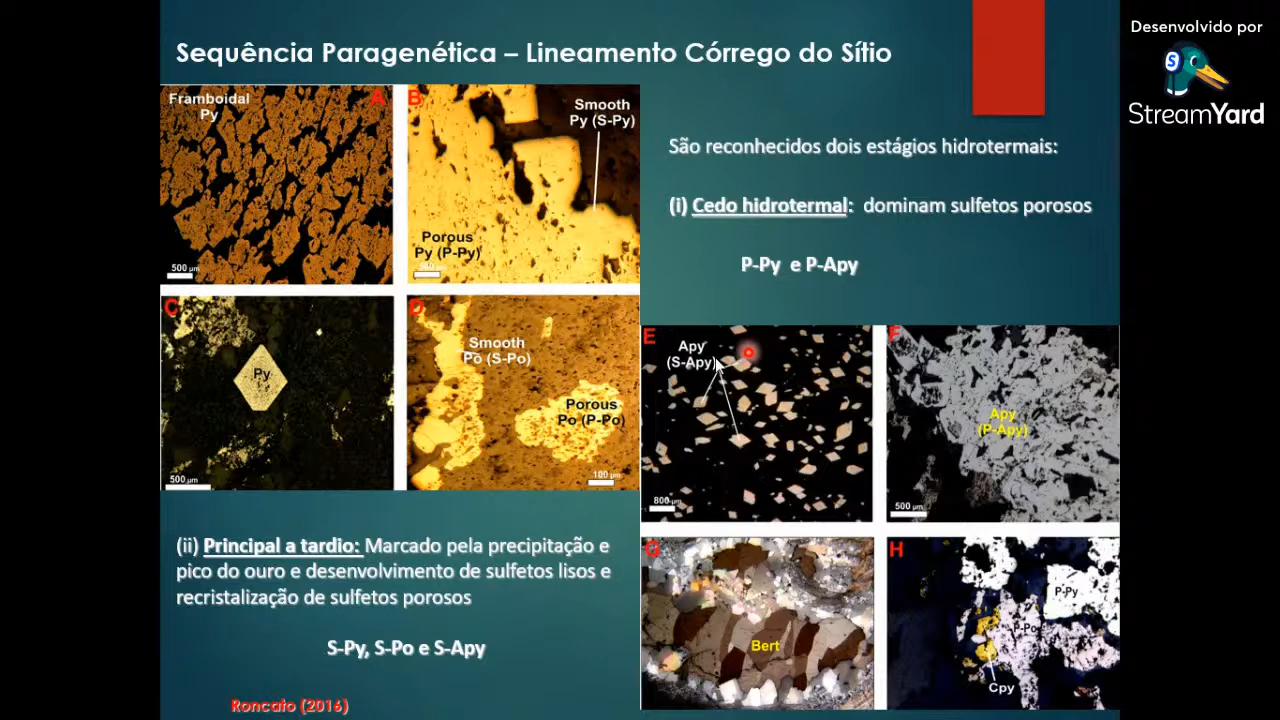 Sequência Paragenética – Lineamento Córrego do Sítio
Desenvolvido por
StreamYard
Framboidal
Py
A
500 µm
B
Smooth
Py (S-Py)
Porous
Py (P-Py)
São reconhecidos dois estágios hidrotermais:
(i) Cedo hidrotermal: dominam sulfetos porosos
P-Py e P-Apy
C
Py
500 µm
D
Smooth
Po (S-Po)
Porous
Po (P-Po)
100 µm
E
Apy
(S-Apy)
800 µm
F
Apy
(P-Apy)
500 µm
(ii) Principal a tardio: Marcado pela precipitação e
pico do ouro e desenvolvimento de sulfetos lisos e
recristalização de sulfetos porosos
S-Py, S-Po e S-Apy
Roncato (2016)
G
Bert
H
P-Py
P-Po
Cpy